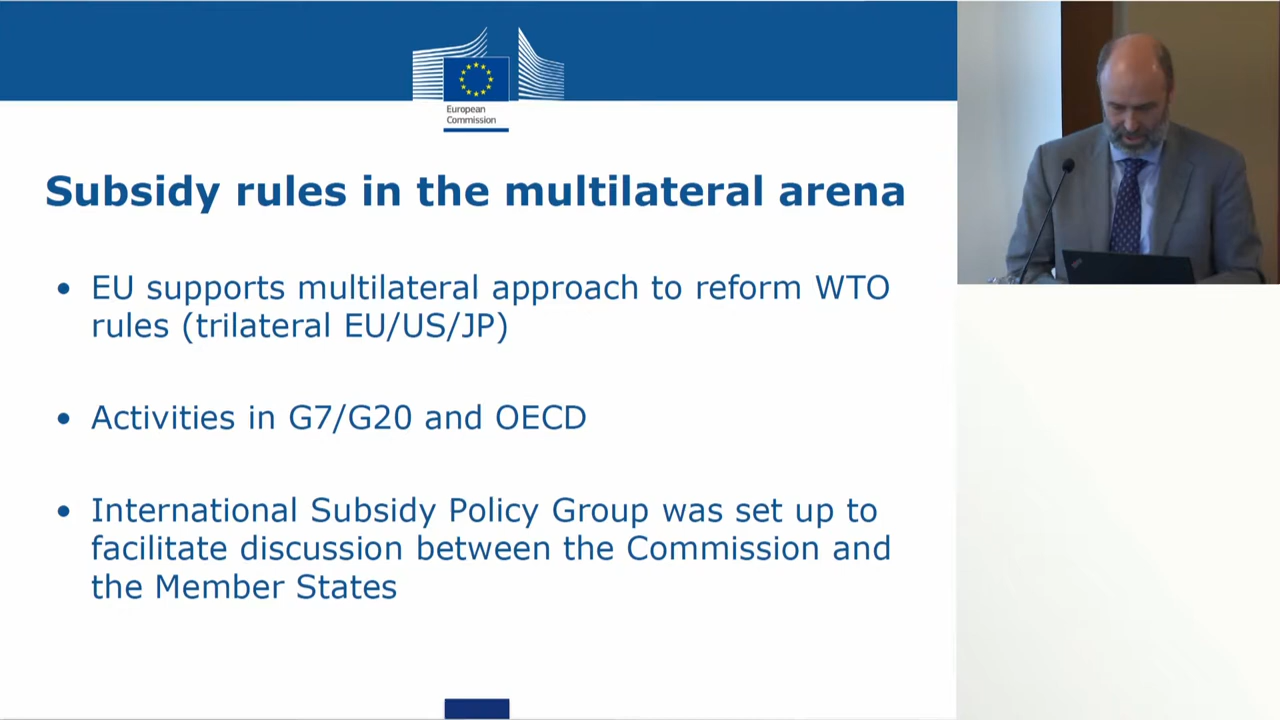 European
Commission
Subsidy rules in the multilateral arena
• EU supports multilateral approach to reform WTO
rules (trilateral EU/US/JP)
• Activities in G7/G20 and OECD
• International Subsidy Policy Group was set up to
facilitate discussion between the Commission and
the Member States